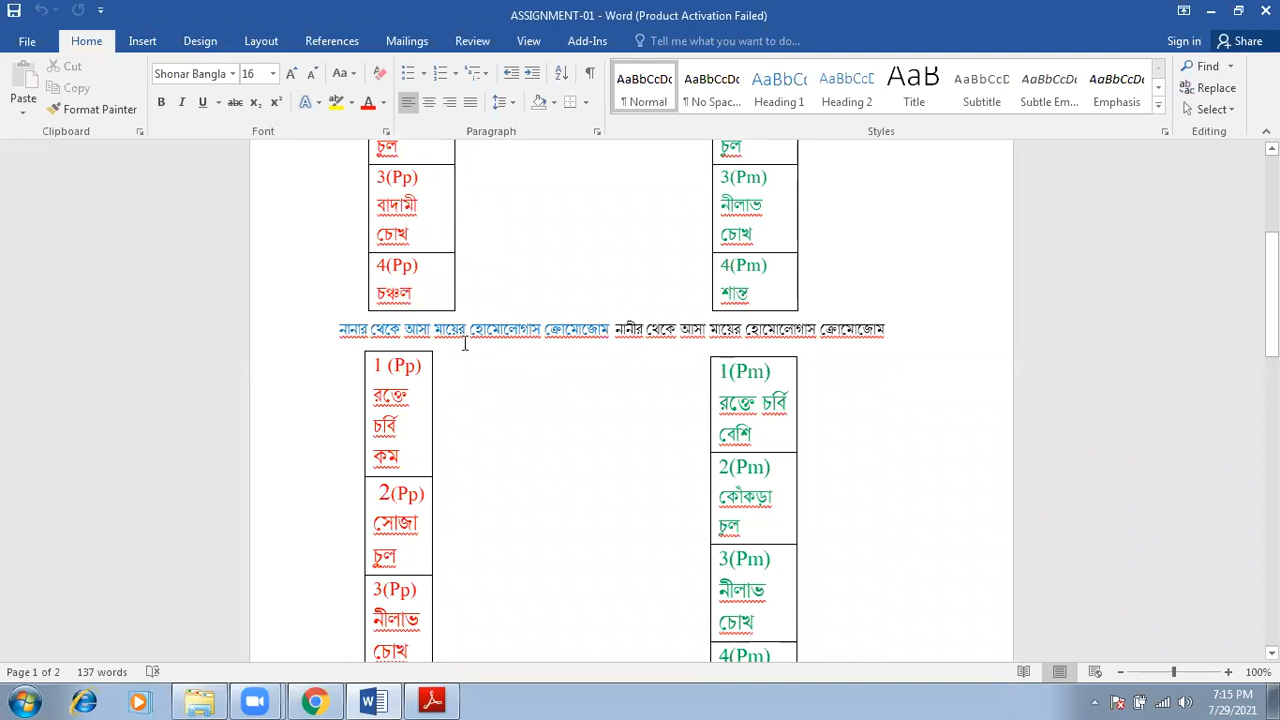 ASSIGNMENT-01 - Word (Product Activation Failed)
File Home Insert Design Layout References Mailings Review View Add-Ins Tell me what you want to do... Sign in Share
Cut
Copy
Format Painter
Paste
Shonar Bangla 16
AaBbCcDc AaBbCcDc AaBbCc AaBbCcD AaB AaBbCcD AaBbCcDc AaBbCcDc
¶ Normal ¶ No Spac... Heading 1 Heading 2 Title Subtitle Subtle Em... Emphasis
Find
Replace
Select
Clipboard Font Paragraph Styles Editing
চুল
3(Pp)
বাদামী
চোখ
4(Pp)
চঞ্চল
চুল
3(Pm)
নীলাভ
চোখ
4(Pm)
শান্ত
নানার থেকে আসা মায়ের হোমোলোগাস ক্রোমোজোম নানীর থেকে আসা মায়ের হোমোলোগাস ক্রোমোজোম
1 (Pp)
রক্তে
চর্বি
কম
2(Pp)
সোজা
চুল
3(Pp)
নীলাভ
চোখ
1(Pm)
রক্তে চর্বি
বেশি
2(Pm)
কোঁকড়া
চুল
3(Pm)
নীলাভ
চোখ
4(Pm)
Page 1 of 2 137 words 100%
7:15 PM
7/29/2021